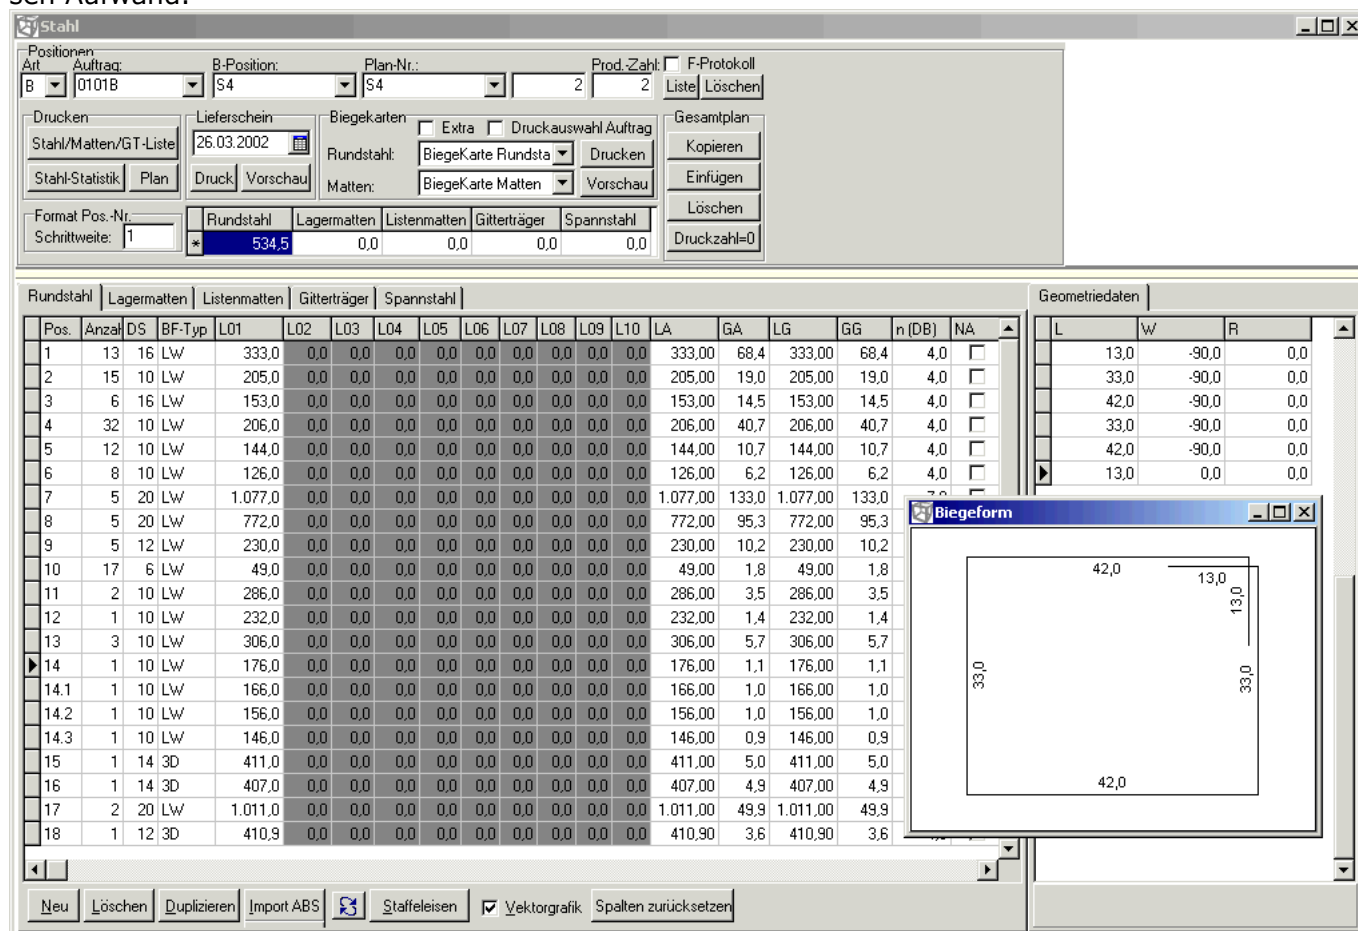 sen Aufwand.
Stahl
Positionen
Art Auftrag: B-Position: Plan-Nr.: Prod.-Zahl: F-Protokoll
B 0101B S4 S4 2 2 Liste Löschen
Drucken Lieferschein Biegekarten Extra Druckauswahl Auftrag Gesamtplan
Stahl/Matten/GT-Liste 26.03.2002 Rundstahl: BiegeKarte Rundsta Drucken Kopieren
Stahl-Statistik Plan Druck Vorschau Matten: BiegeKarte Matten Vorschau Einfügen
Format Pos.-Nr. Rundstahl Lagermatten Listenmatten Gitterträger Spannstahl Löschen
Schrittweite: 1 * 534,5 0,0 0,0 0,0 0,0 Druckzahl=0
Rundstahl Lagermatten Listenmatten Gitterträger Spannstahl Geometriedaten
Pos. Anzahl DS BF-Typ L01 L02 L03 L04 L05 L06 L07 L08 L09 L10 LA GA LG GG n (DB) NA L W R
1 13 16 LW 333,0 0,0 0,0 0,0 0,0 0,0 0,0 0,0 0,0 0,0 333,00 68,4 333,00 68,4 4,0 13,0 -90,0 0,0
2 15 10 LW 205,0 0,0 0,0 0,0 0,0 0,0 0,0 0,0 0,0 0,0 205,00 19,0 205,00 19,0 4,0 33,0 -90,0 0,0
3 6 16 LW 153,0 0,0 0,0 0,0 0,0 0,0 0,0 0,0 0,0 0,0 153,00 14,5 153,00 14,5 4,0 42,0 -90,0 0,0
4 32 10 LW 206,0 0,0 0,0 0,0 0,0 0,0 0,0 0,0 0,0 0,0 206,00 40,7 206,00 40,7 4,0 33,0 -90,0 0,0
5 12 10 LW 144,0 0,0 0,0 0,0 0,0 0,0 0,0 0,0 0,0 0,0 144,00 10,7 144,00 10,7 4,0 42,0 -90,0 0,0
6 8 10 LW 126,0 0,0 0,0 0,0 0,0 0,0 0,0 0,0 0,0 0,0 126,00 6,2 126,00 6,2 4,0 13,0 0,0 0,0
7 5 20 LW 1.077,0 0,0 0,0 0,0 0,0 0,0 0,0 0,0 0,0 0,0 1.077,00 133,0 1.077,00 133,0
8 5 20 LW 772,0 0,0 0,0 0,0 0,0 0,0 0,0 0,0 0,0 0,0 772,00 95,3 772,00 95,3
9 5 12 LW 230,0 0,0 0,0 0,0 0,0 0,0 0,0 0,0 0,0 0,0 230,00 10,2 230,00 10,2
10 17 6 LW 49,0 0,0 0,0 0,0 0,0 0,0 0,0 0,0 0,0 0,0 49,00 1,8 49,00 1,8
11 2 10 LW 286,0 0,0 0,0 0,0 0,0 0,0 0,0 0,0 0,0 0,0 286,00 3,5 286,00 3,5
12 1 10 LW 232,0 0,0 0,0 0,0 0,0 0,0 0,0 0,0 0,0 0,0 232,00 1,4 232,00 1,4
13 3 10 LW 306,0 0,0 0,0 0,0 0,0 0,0 0,0 0,0 0,0 0,0 306,00 5,7 306,00 5,7
14 1 10 LW 176,0 0,0 0,0 0,0 0,0 0,0 0,0 0,0 0,0 0,0 176,00 1,1 176,00 1,1
14.1 1 10 LW 166,0 0,0 0,0 0,0 0,0 0,0 0,0 0,0 0,0 0,0 166,00 1,0 166,00 1,0
14.2 1 10 LW 156,0 0,0 0,0 0,0 0,0 0,0 0,0 0,0 0,0 0,0 156,00 1,0 156,00 1,0
14.3 1 10 LW 146,0 0,0 0,0 0,0 0,0 0,0 0,0 0,0 0,0 0,0 146,00 0,9 146,00 0,9
15 1 14 3D 411,0 0,0 0,0 0,0 0,0 0,0 0,0 0,0 0,0 0,0 411,00 5,0 411,00 5,0
16 1 14 3D 407,0 0,0 0,0 0,0 0,0 0,0 0,0 0,0 0,0 0,0 407,00 4,9 407,00 4,9
17 2 20 LW 1.011,0 0,0 0,0 0,0 0,0 0,0 0,0 0,0 0,0 0,0 1.011,00 49,9 1.011,00 49,9
18 1 12 3D 410,9 0,0 0,0 0,0 0,0 0,0 0,0 0,0 0,0 0,0 410,90 3,6 410,90 3,6
Biegeform
42,0
13,0
13,0
33,0
33,0
42,0
Neu Löschen Duplizieren Import ABS Staffeleisen Vektorgrafik Spalten zurücksetzen